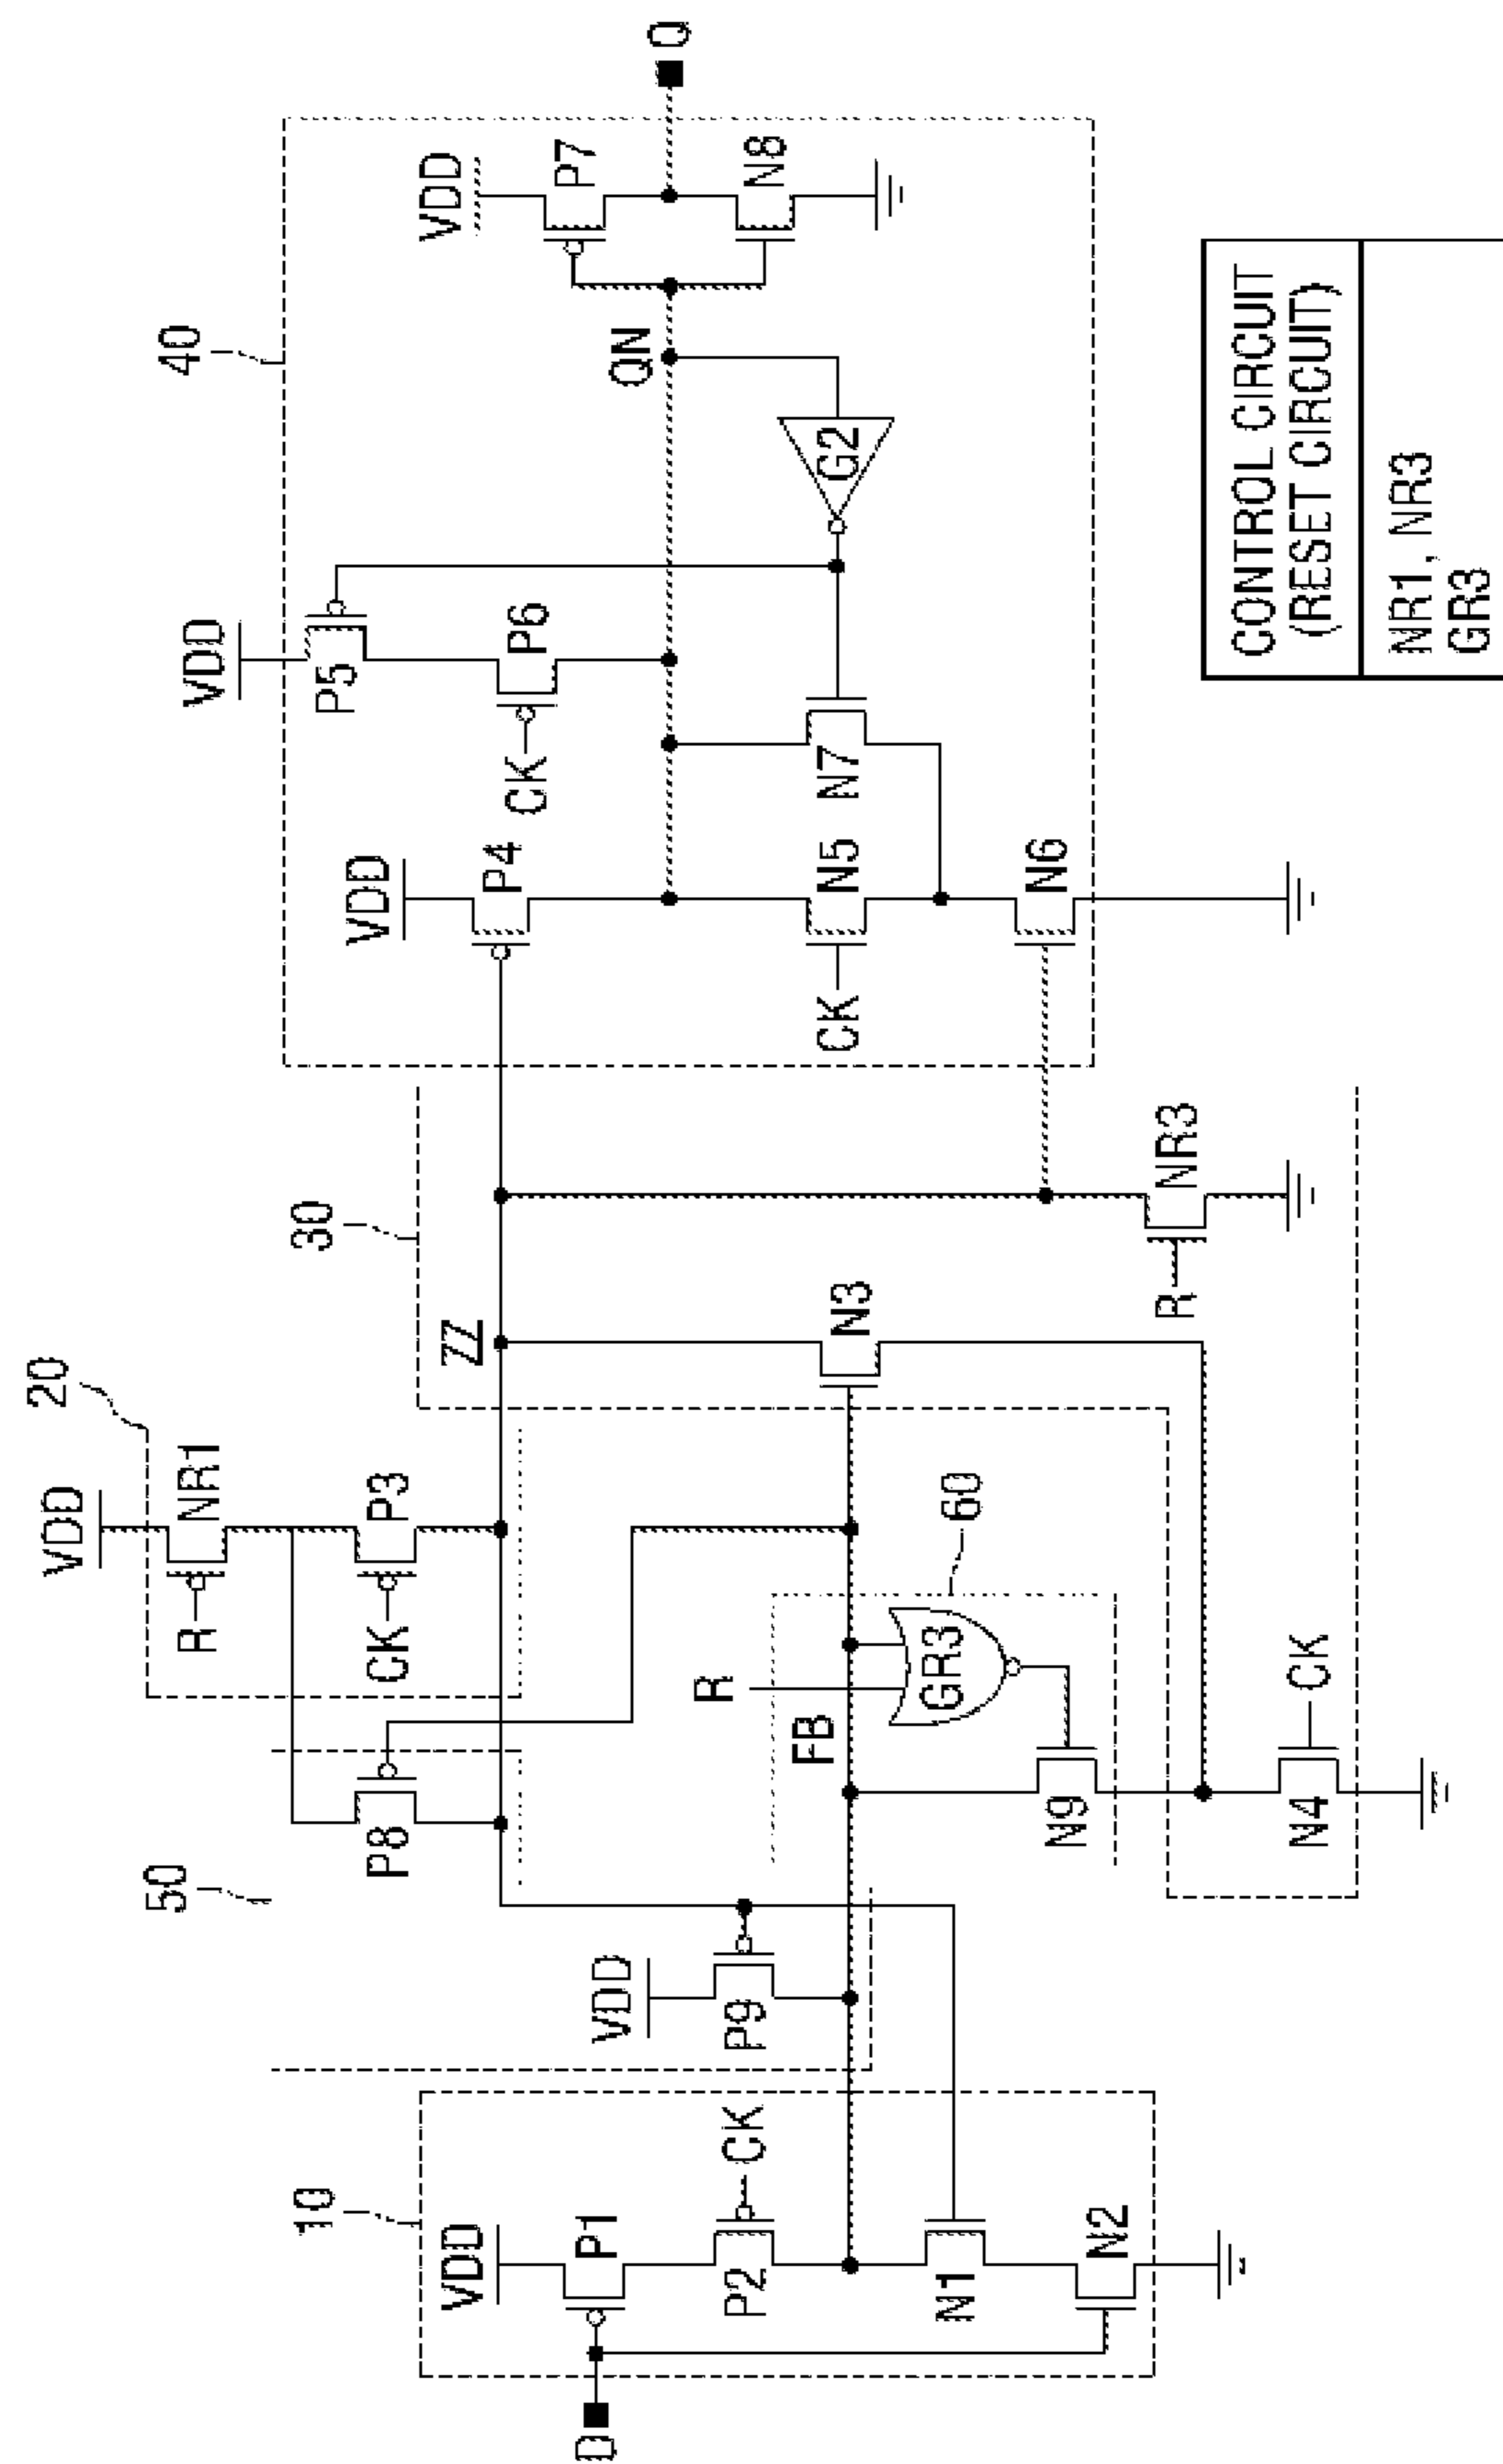 D
10
VDD
P1
P2
CK
N1
N2
50
VDD
P9
P8
20
VDD
R
NR1
CK
P3
ZZ
FB
R
GR3
60
N9
N4
CK
N3
30
R
NR3
40
VDD
P4
CK
N5
N6
VDD
P5
CK
P6
N7
G2
QN
VDD
P7
N8
Q
CONTROL CIRCUIT
(RESET CIRCUIT)
NR1, NR3
GR3